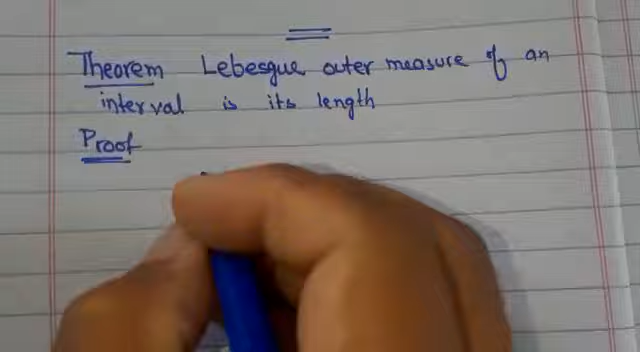 Theorem Lebesgue outer measure of an
interval is its length
Proof